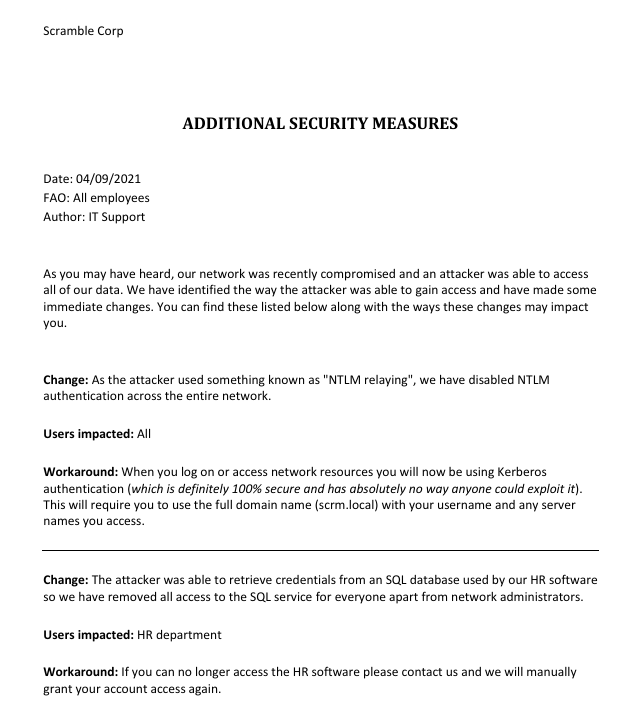 Scramble Corp
ADDITIONAL SECURITY MEASURES
Date: 04/09/2021
FAO: All employees
Author: IT Support
As you may have heard, our network was recently compromised and an attacker was able to access
all of our data. We have identified the way the attacker was able to gain access and have made some
immediate changes. You can find these listed below along with the ways these changes may impact
you.
Change: As the attacker used something known as "NTLM relaying", we have disabled NTLM
authentication across the entire network.
Users impacted: All
Workaround: When you log on or access network resources you will now be using Kerberos
authentication (which is definitely 100% secure and has absolutely no way anyone could exploit it).
This will require you to use the full domain name (scrm.local) with your username and any server
names you access.
Change: The attacker was able to retrieve credentials from an SQL database used by our HR software
so we have removed all access to the SQL service for everyone apart from network administrators.
Users impacted: HR department
Workaround: If you can no longer access the HR software please contact us and we will manually
grant your account access again.